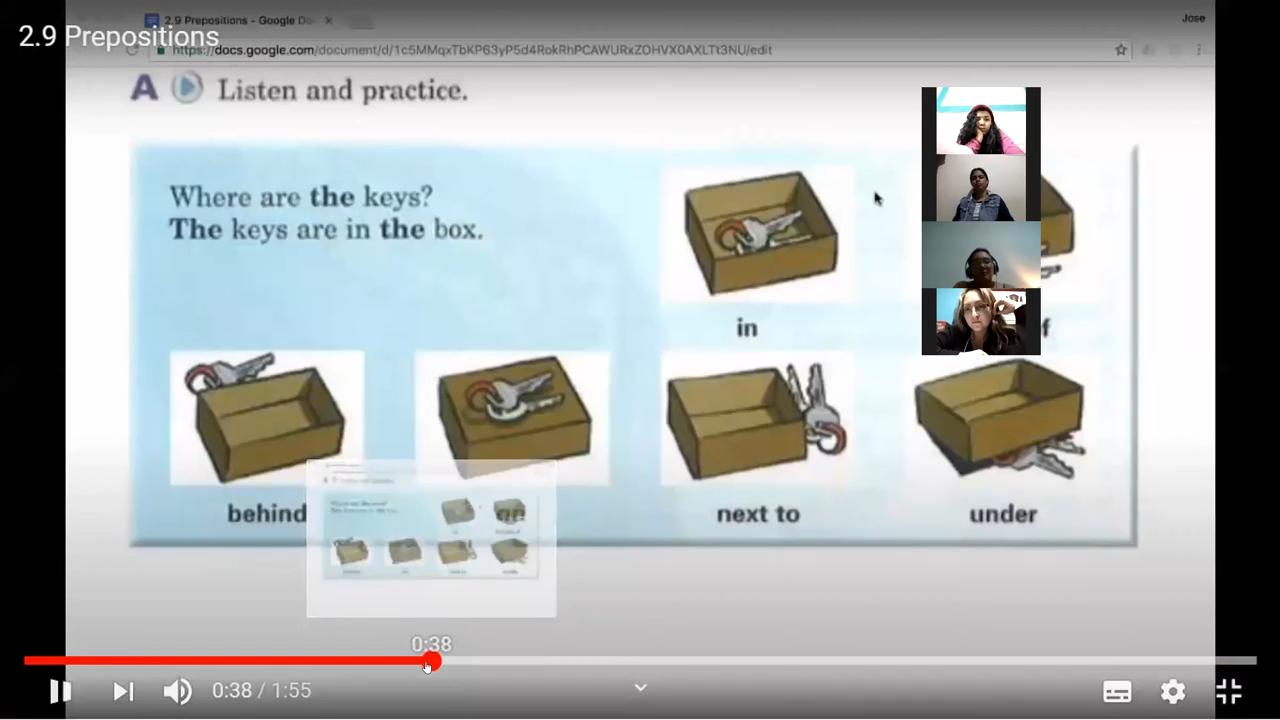 2.9 Prepositions - Google Do
Jose
2.9 Prepositions
https://docs.google.com/document/d/1c5MMqxTbKP63yP5d4RokRhPCAWURxZOHVX0AXLTt3NU/edit
A Listen and practice.
Where are the keys?
The keys are in the box.
in
f
behind
on
next to
under
0:38
0:38 / 1:55